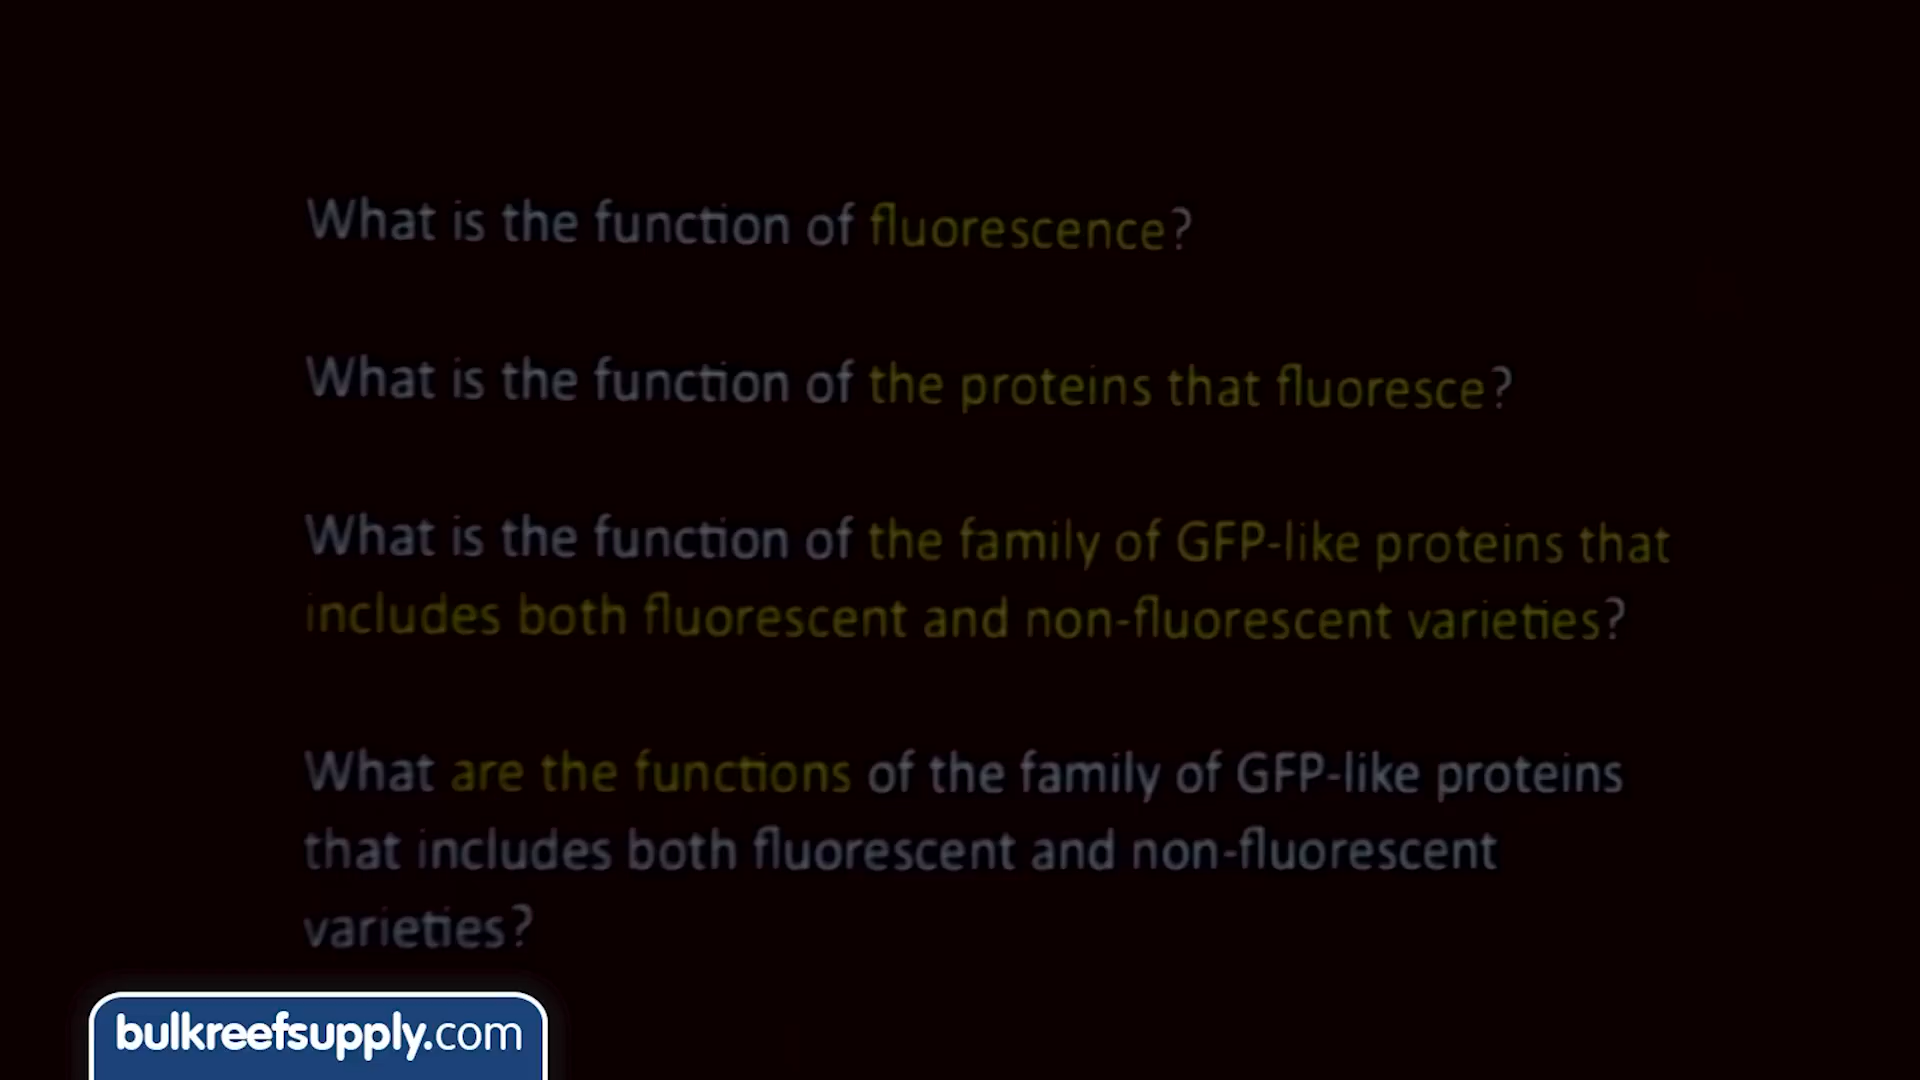 What is the function of fluorescence?
What is the function of the proteins that fluoresce?
What is the function of the family of GFP-like proteins that
includes both fluorescent and non-fluorescent varieties?
What are the functions of the family of GFP-like proteins
that includes both fluorescent and non-fluorescent
varieties?
bulkreefsupply.com